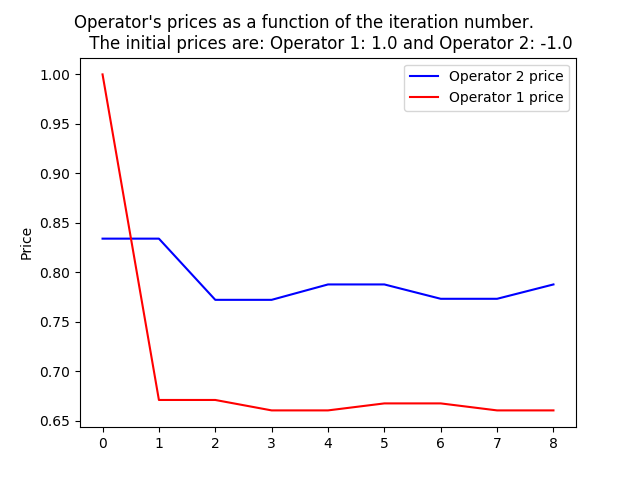 Operator's prices as a function of the iteration number.
The initial prices are: Operator 1: 1.0 and Operator 2: -1.0
Operator 2 price
Operator 1 price
Price
1.00
0.95
0.90
0.85
0.80
0.75
0.70
0.65
0 1 2 3 4 5 6 7 8